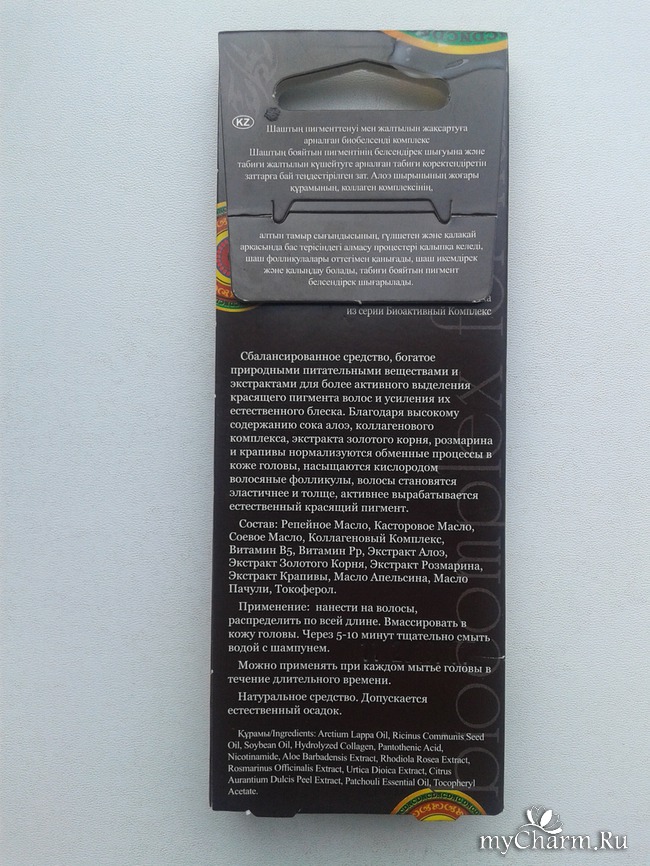 KZ
Шаштың пигменттенуі мен жалтылын жақсартуға
арналған биобелсенді комплекс
Шаштың бояйтын пигментінің белсендірек шығуына және
табиғи жалтылын күшейтуге арналған табиғи коректендіретін
заттарға бай теңдестірілген зат. Алоэ шырынының жоғары
құрамының, коллаген комплексінің,
алтын тамыр сығындысының, гүлшетен және қалақай
арқасында бас терісіндегі алмасу процестері қалыпқа келеді,
шаш фолликулалары оттегімен қанығады, шаш икемдірек
және қалыңдау болады, табиғи бояйтын пигмент
белсендірек шығарылады.
из серии Биоактивный Комплекс
Сбалансированное средство, богатое
природными питательными веществами и
экстрактами для более активного выделения
красящего пигмента волос и усиления их
естественного блеска. Благодаря высокому
содержанию сока алоэ, коллагенового
комплекса, экстракта золотого корня, розмарина
и крапивы нормализуются обменные процессы в
коже головы, насыщаются кислородом
волосяные фолликулы, волосы становятся
эластичнее и толще, активнее вырабатывается
естественный красящий пигмент.
Состав: Репейное Масло, Касторовое Масло,
Соевое Масло, Коллагеновый Комплекс,
Витамин В5, Витамин Рр, Экстракт Алоэ,
Экстракт Золотого Корня, Экстракт Розмарина,
Экстракт Крапивы, Масло Апельсина, Масло
Пачули, Токоферол.
Применение: нанести на волосы,
распределить по всей длине. Вмассировать в
кожу головы. Через 5-10 минут тщательно смыть
водой с шампунем.
Можно применять при каждом мытье головы в
течение длительного времени.
Натуральное средство. Допускается
естественный осадок.
Құрамы/Ingredients: Arctium Lappa Oil, Ricinus Communis Seed
Oil, Soybean Oil, Hydrolyzed Collagen, Pantothenic Acid,
Nicotinamide, Aloe Barbadensis Extract, Rhodiola Rosea Extract,
Rosmarinus Officinalis Extract, Urtica Dioica Extract, Citrus
Aurantium Dulcis Peel Extract, Patchouli Essential Oil, Tocopheryl
Acetate.
myCharm.Ru